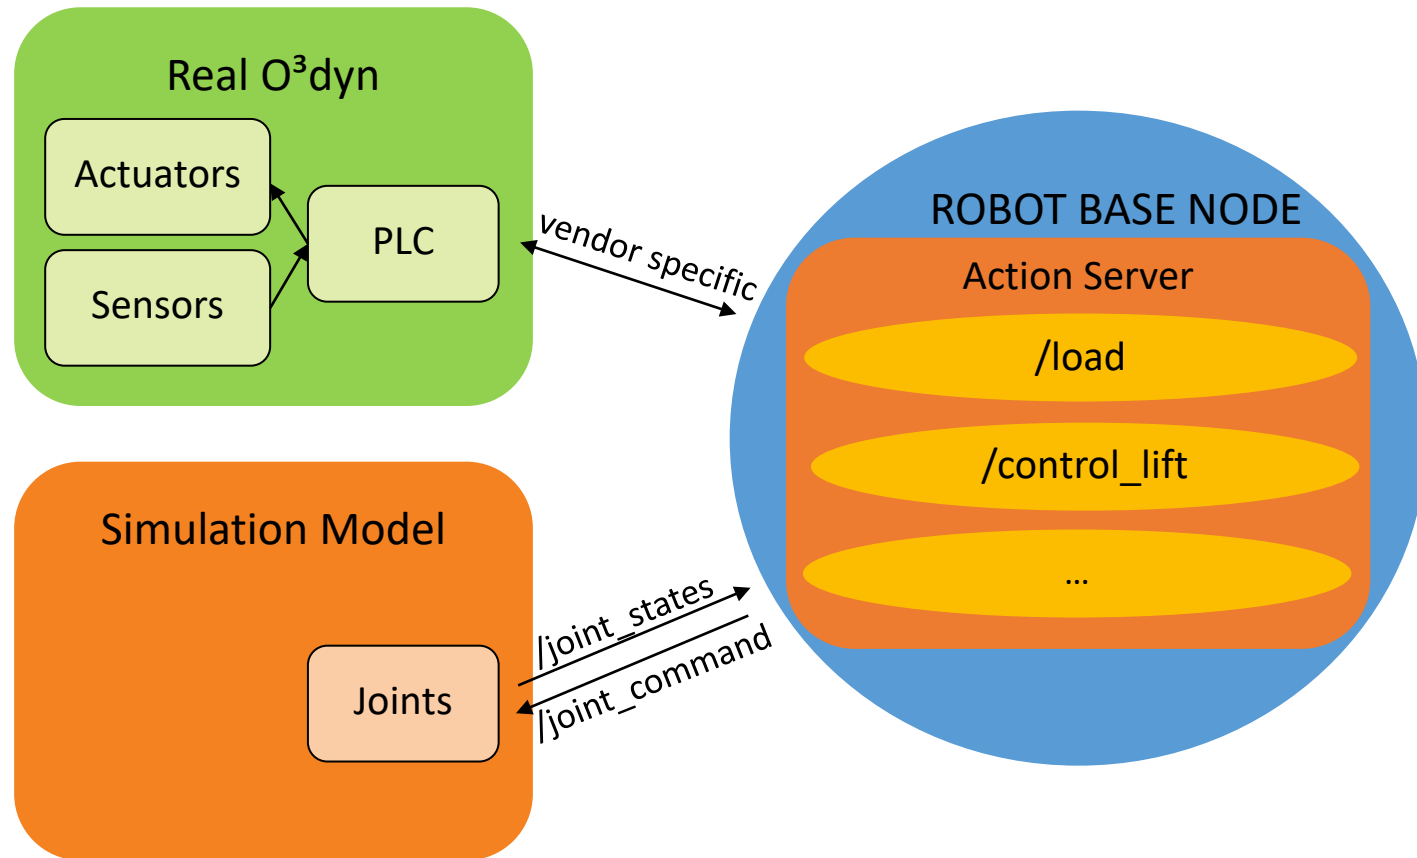 Real O³dyn
Actuators
PLC
Sensors
vendor specific
ROBOT BASE NODE
Action Server
/load
/control_lift
...
Simulation Model
Joints
/joint_states
/joint_command